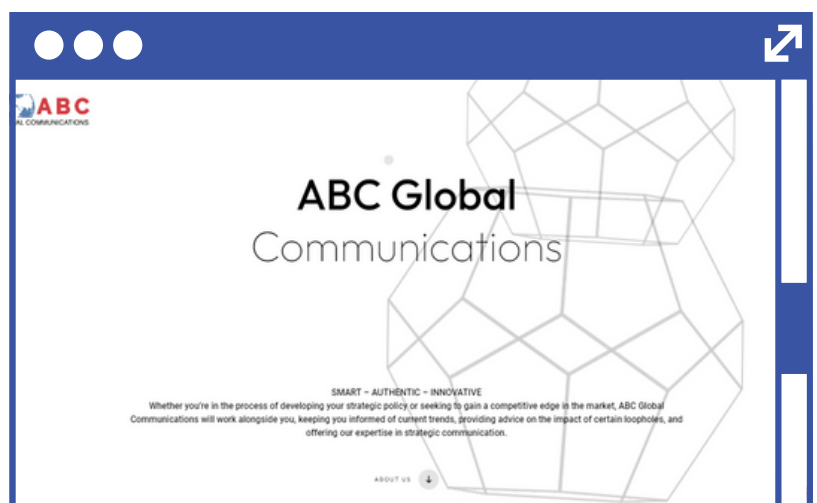 ABC
AL COMMUNICATIONS
ABC Global
Communications
SMART – AUTHENTIC – INNOVATIVE
Whether you're in the process of developing your strategic policy or seeking to gain a competitive edge in the market, ABC Global
Communications will work alongside you, keeping you informed of current trends, providing advice on the impact of certain loopholes, and
offering our expertise in strategic communication.
ABOUT US